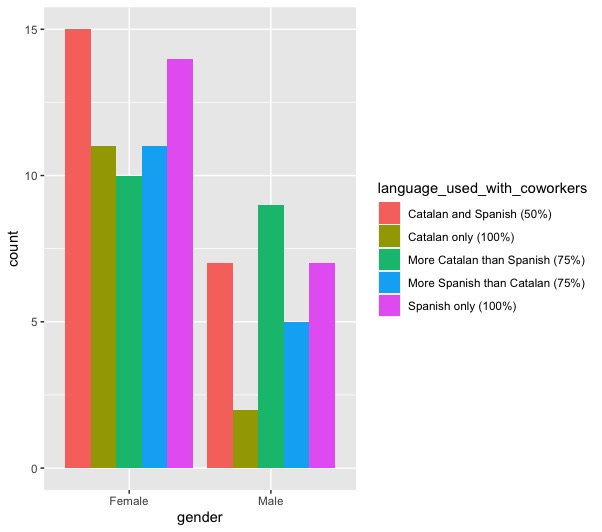 15
10
5
0
count
Female
Male
gender
language_used_with_coworkers
Catalan and Spanish (50%)
Catalan only (100%)
More Catalan than Spanish (75%)
More Spanish than Catalan (75%)
Spanish only (100%)